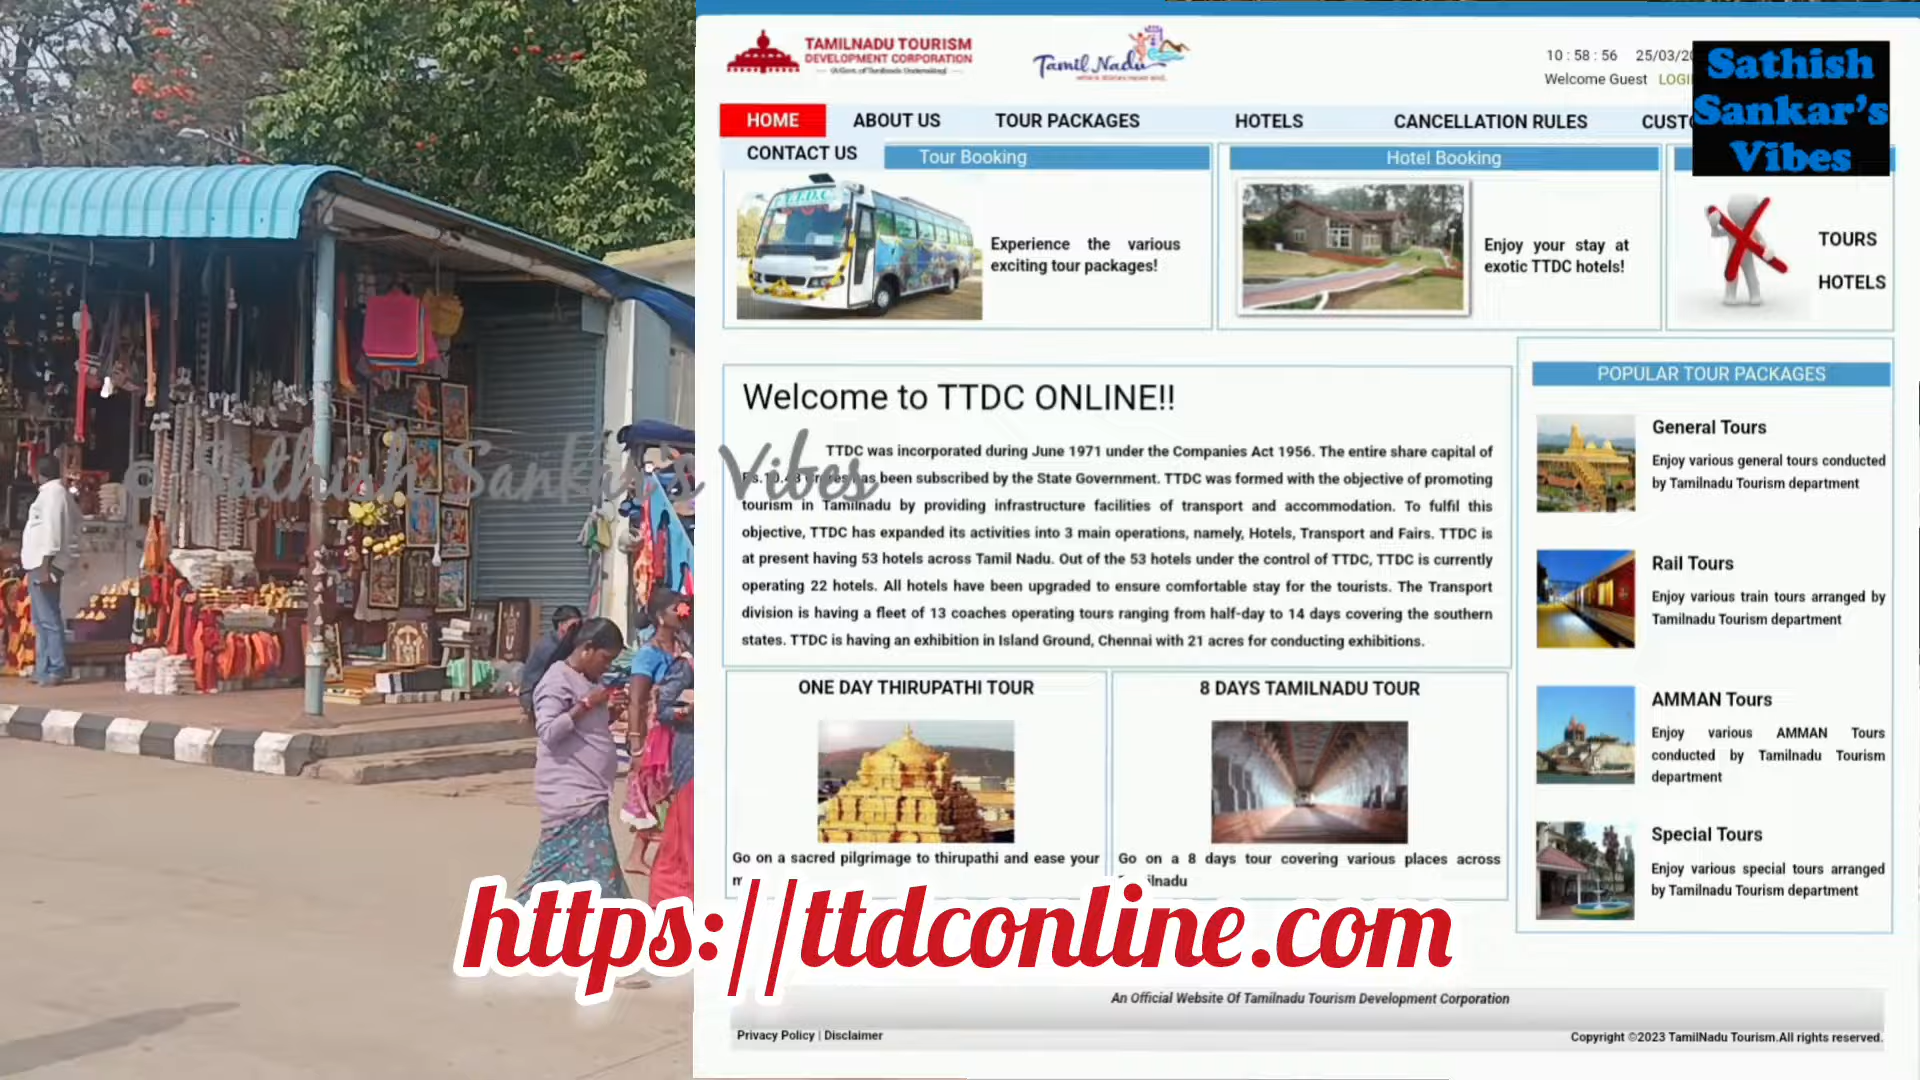 TAMILNADU TOURISM
DEVELOPMENT CORPORATION
Tamil Nadu
10 : 58 : 56 25/03/20
Welcome Guest LOGI
Sathish
Sankar's
Vibes
HOME ABOUT US TOUR PACKAGES HOTELS CANCELLATION RULES CUSTO
CONTACT US
Tour Booking
Hotel Booking
T.T.D.C.
Experience the various
exciting tour packages!
Enjoy your stay at
exotic TTDC hotels!
TOURS
HOTELS
Welcome to TTDC ONLINE!!
TTDC was incorporated during June 1971 under the Companies Act 1956. The entire share capital of
Rs.10.43 Crores has been subscribed by the State Government. TTDC was formed with the objective of promoting
tourism in Tamilnadu by providing infrastructure facilities of transport and accommodation. To fulfil this
objective, TTDC has expanded its activities into 3 main operations, namely, Hotels, Transport and Fairs. TTDC is
at present having 53 hotels across Tamil Nadu. Out of the 53 hotels under the control of TTDC, TTDC is currently
operating 22 hotels. All hotels have been upgraded to ensure comfortable stay for the tourists. The Transport
division is having a fleet of 13 coaches operating tours ranging from half-day to 14 days covering the southern
states. TTDC is having an exhibition in Island Ground, Chennai with 21 acres for conducting exhibitions.
© Sathish Sankar's Vibes
ONE DAY THIRUPATHI TOUR
Go on a sacred pilgrimage to thirupathi and ease your
8 DAYS TAMILNADU TOUR
Go on a 8 days tour covering various places across
Tamilnadu
POPULAR TOUR PACKAGES
General Tours
Enjoy various general tours conducted
by Tamilnadu Tourism department
Rail Tours
Enjoy various train tours arranged by
Tamilnadu Tourism department
AMMAN Tours
Enjoy various AMMAN Tours
conducted by Tamilnadu Tourism
department
Special Tours
Enjoy various special tours arranged
by Tamilnadu Tourism department
https://ttdconline.com
An Official Website Of Tamilnadu Tourism Development Corporation
Privacy Policy | Disclaimer
Copyright ©2023 TamilNadu Tourism.All rights reserved.